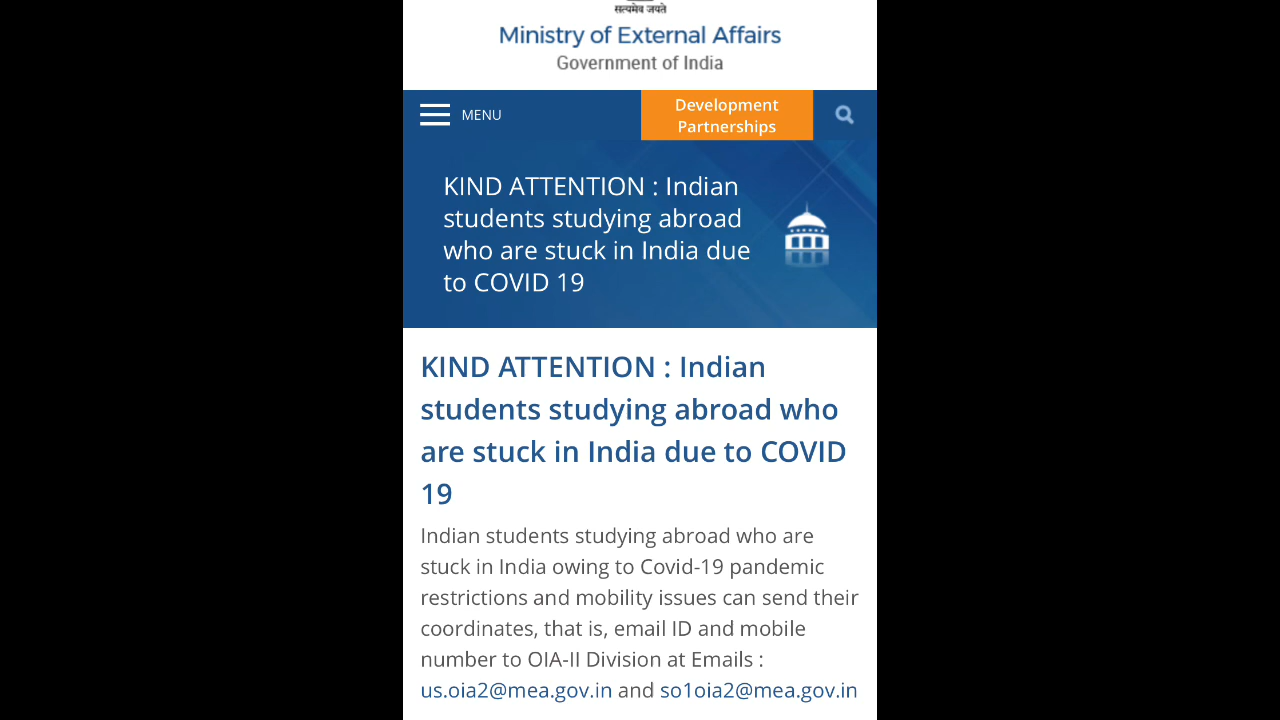 सत्यमेव जयते
Ministry of External Affairs
Government of India
MENU
Development
Partnerships
KIND ATTENTION : Indian
students studying abroad
who are stuck in India due
to COVID 19
KIND ATTENTION : Indian
students studying abroad who
are stuck in India due to COVID
19
Indian students studying abroad who are
stuck in India owing to Covid-19 pandemic
restrictions and mobility issues can send their
coordinates, that is, email ID and mobile
number to OIA-II Division at Emails :
us.oia2@mea.gov.in and so1oia2@mea.gov.in